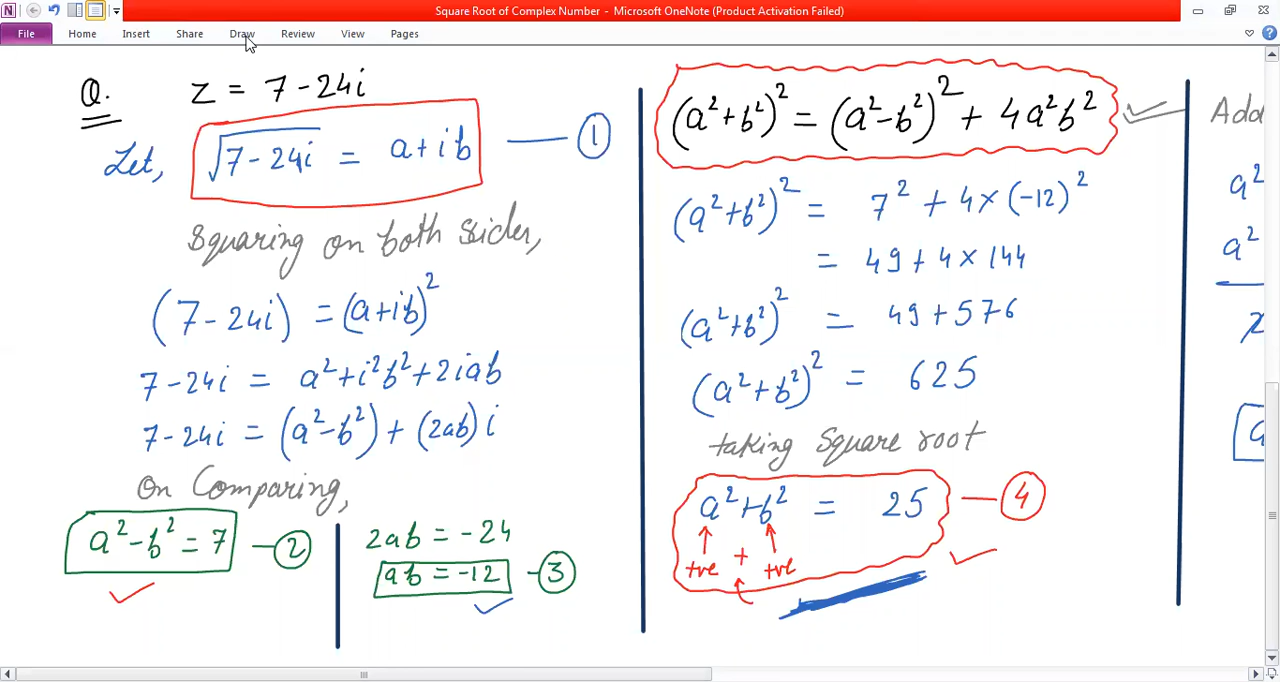 Square Root of Complex Number - Microsoft OneNote (Product Activation Failed)
File Home Insert Share Draw Review View Pages
Q. z = 7 - 24i
Let, √7 - 24i = a + ib — ①
Squaring on both sides,
(7 - 24i) = (a + ib)²
7 - 24i = a² + i²b² + 2iab
7 - 24i = (a² - b²) + (2ab) i
On Comparing,
a² - b² = 7 — ②
2ab = -24
ab = -12 — ③
(a² + b²)² = (a² - b²)² + 4a²b²
(a² + b²)² = 7² + 4 × (-12)²
= 49 + 4 × 144
(a² + b²)² = 49 + 576
(a² + b²)² = 625
taking Square root
a² + b² = 25 — ④
+ve + +ve
Add
a²
a²